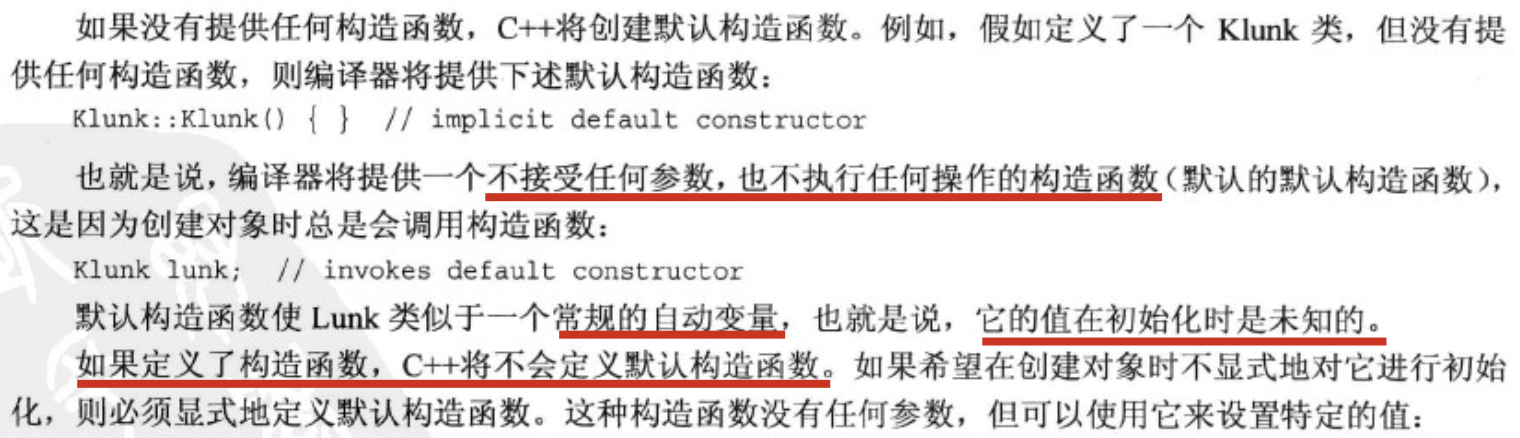 如果没有提供任何构造函数，C++将创建默认构造函数。例如，假如定义了一个 Klunk 类，但没有提
供任何构造函数，则编译器将提供下述默认构造函数：
Klunk::Klunk() { } // implicit default constructor
也就是说，编译器将提供一个不接受任何参数，也不执行任何操作的构造函数（默认的默认构造函数），
这是因为创建对象时总是会调用构造函数：
Klunk lunk; // invokes default constructor
默认构造函数使 Lunk 类似于一个常规的自动变量，也就是说，它的值在初始化时是未知的。
如果定义了构造函数，C++将不会定义默认构造函数。如果希望在创建对象时不显式地对它进行初始
化，则必须显式地定义默认构造函数。这种构造函数没有任何参数，但可以使用它来设置特定的值：